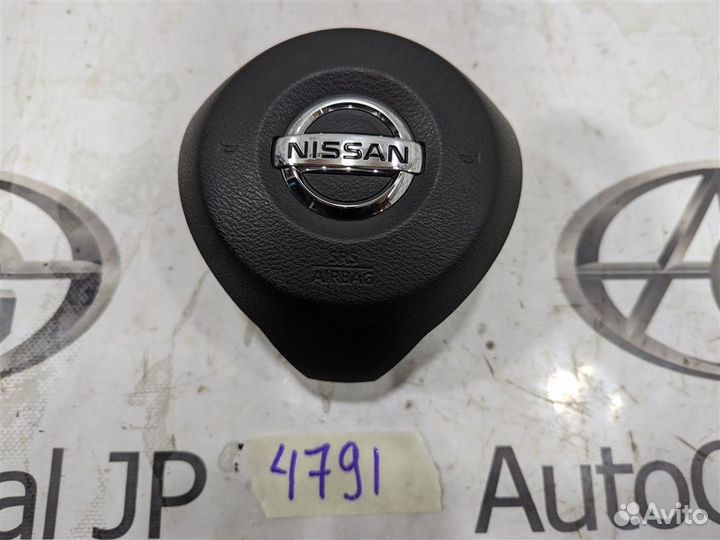 NISSAN
SRS
AIRBAG
4791
al JP
AutoC
Avito